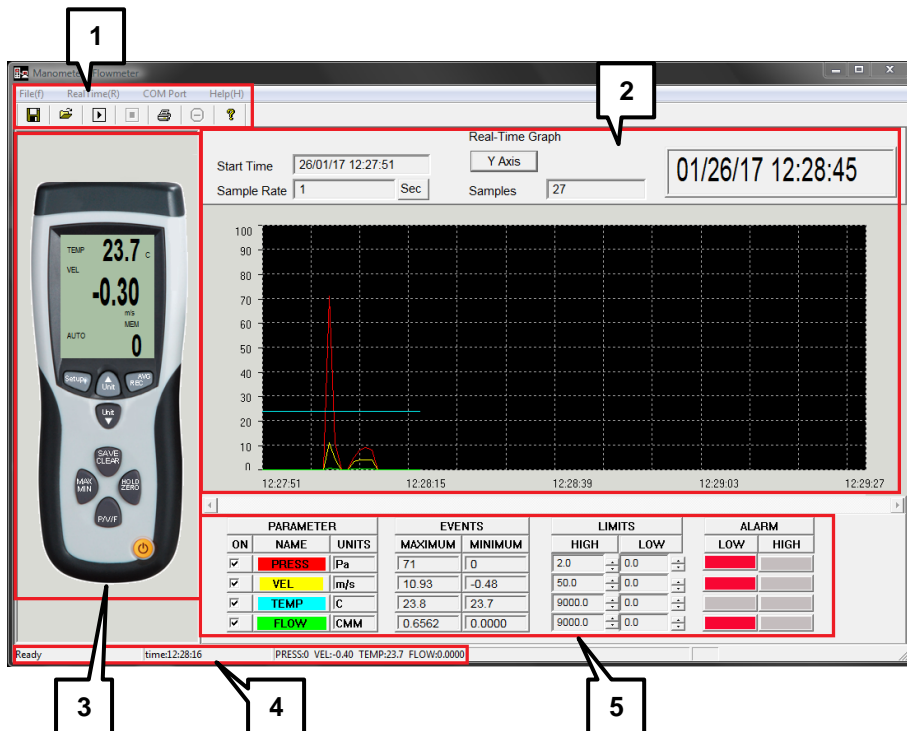 1
Manometer Flowmeter
File(f) RealTime(R) COM Port Help(H)
2
Real-Time Graph
Start Time 26/01/17 12:27:51 Y Axis
Sample Rate 1 Sec Samples 27
01/26/17 12:28:45
TEMP 23.7 C
VEL
-0.30
m/s
MEM
AUTO 0
Setup
Unit
AVG
REC
Unit
SAVE
CLEAR
MAX
MIN
HOLD
ZERO
P/V/F
100
90
80
70
60
50
40
30
20
10
0
12:27:51 12:28:15 12:28:39 12:29:03 12:29:27
PARAMETER EVENTS LIMITS ALARM
ON NAME UNITS MAXIMUM MINIMUM HIGH LOW LOW HIGH
PRESS Pa 71 0 2.0 0.0
VEL m/s 10.93 -0.48 50.0 0.0
TEMP C 23.8 23.7 9000.0 0.0
FLOW CMM 0.6562 0.0000 9000.0 0.0
Ready time:12:28:16 PRESS:0 VEL:-0.40 TEMP:23.7 FLOW:0.0000
3
4
5